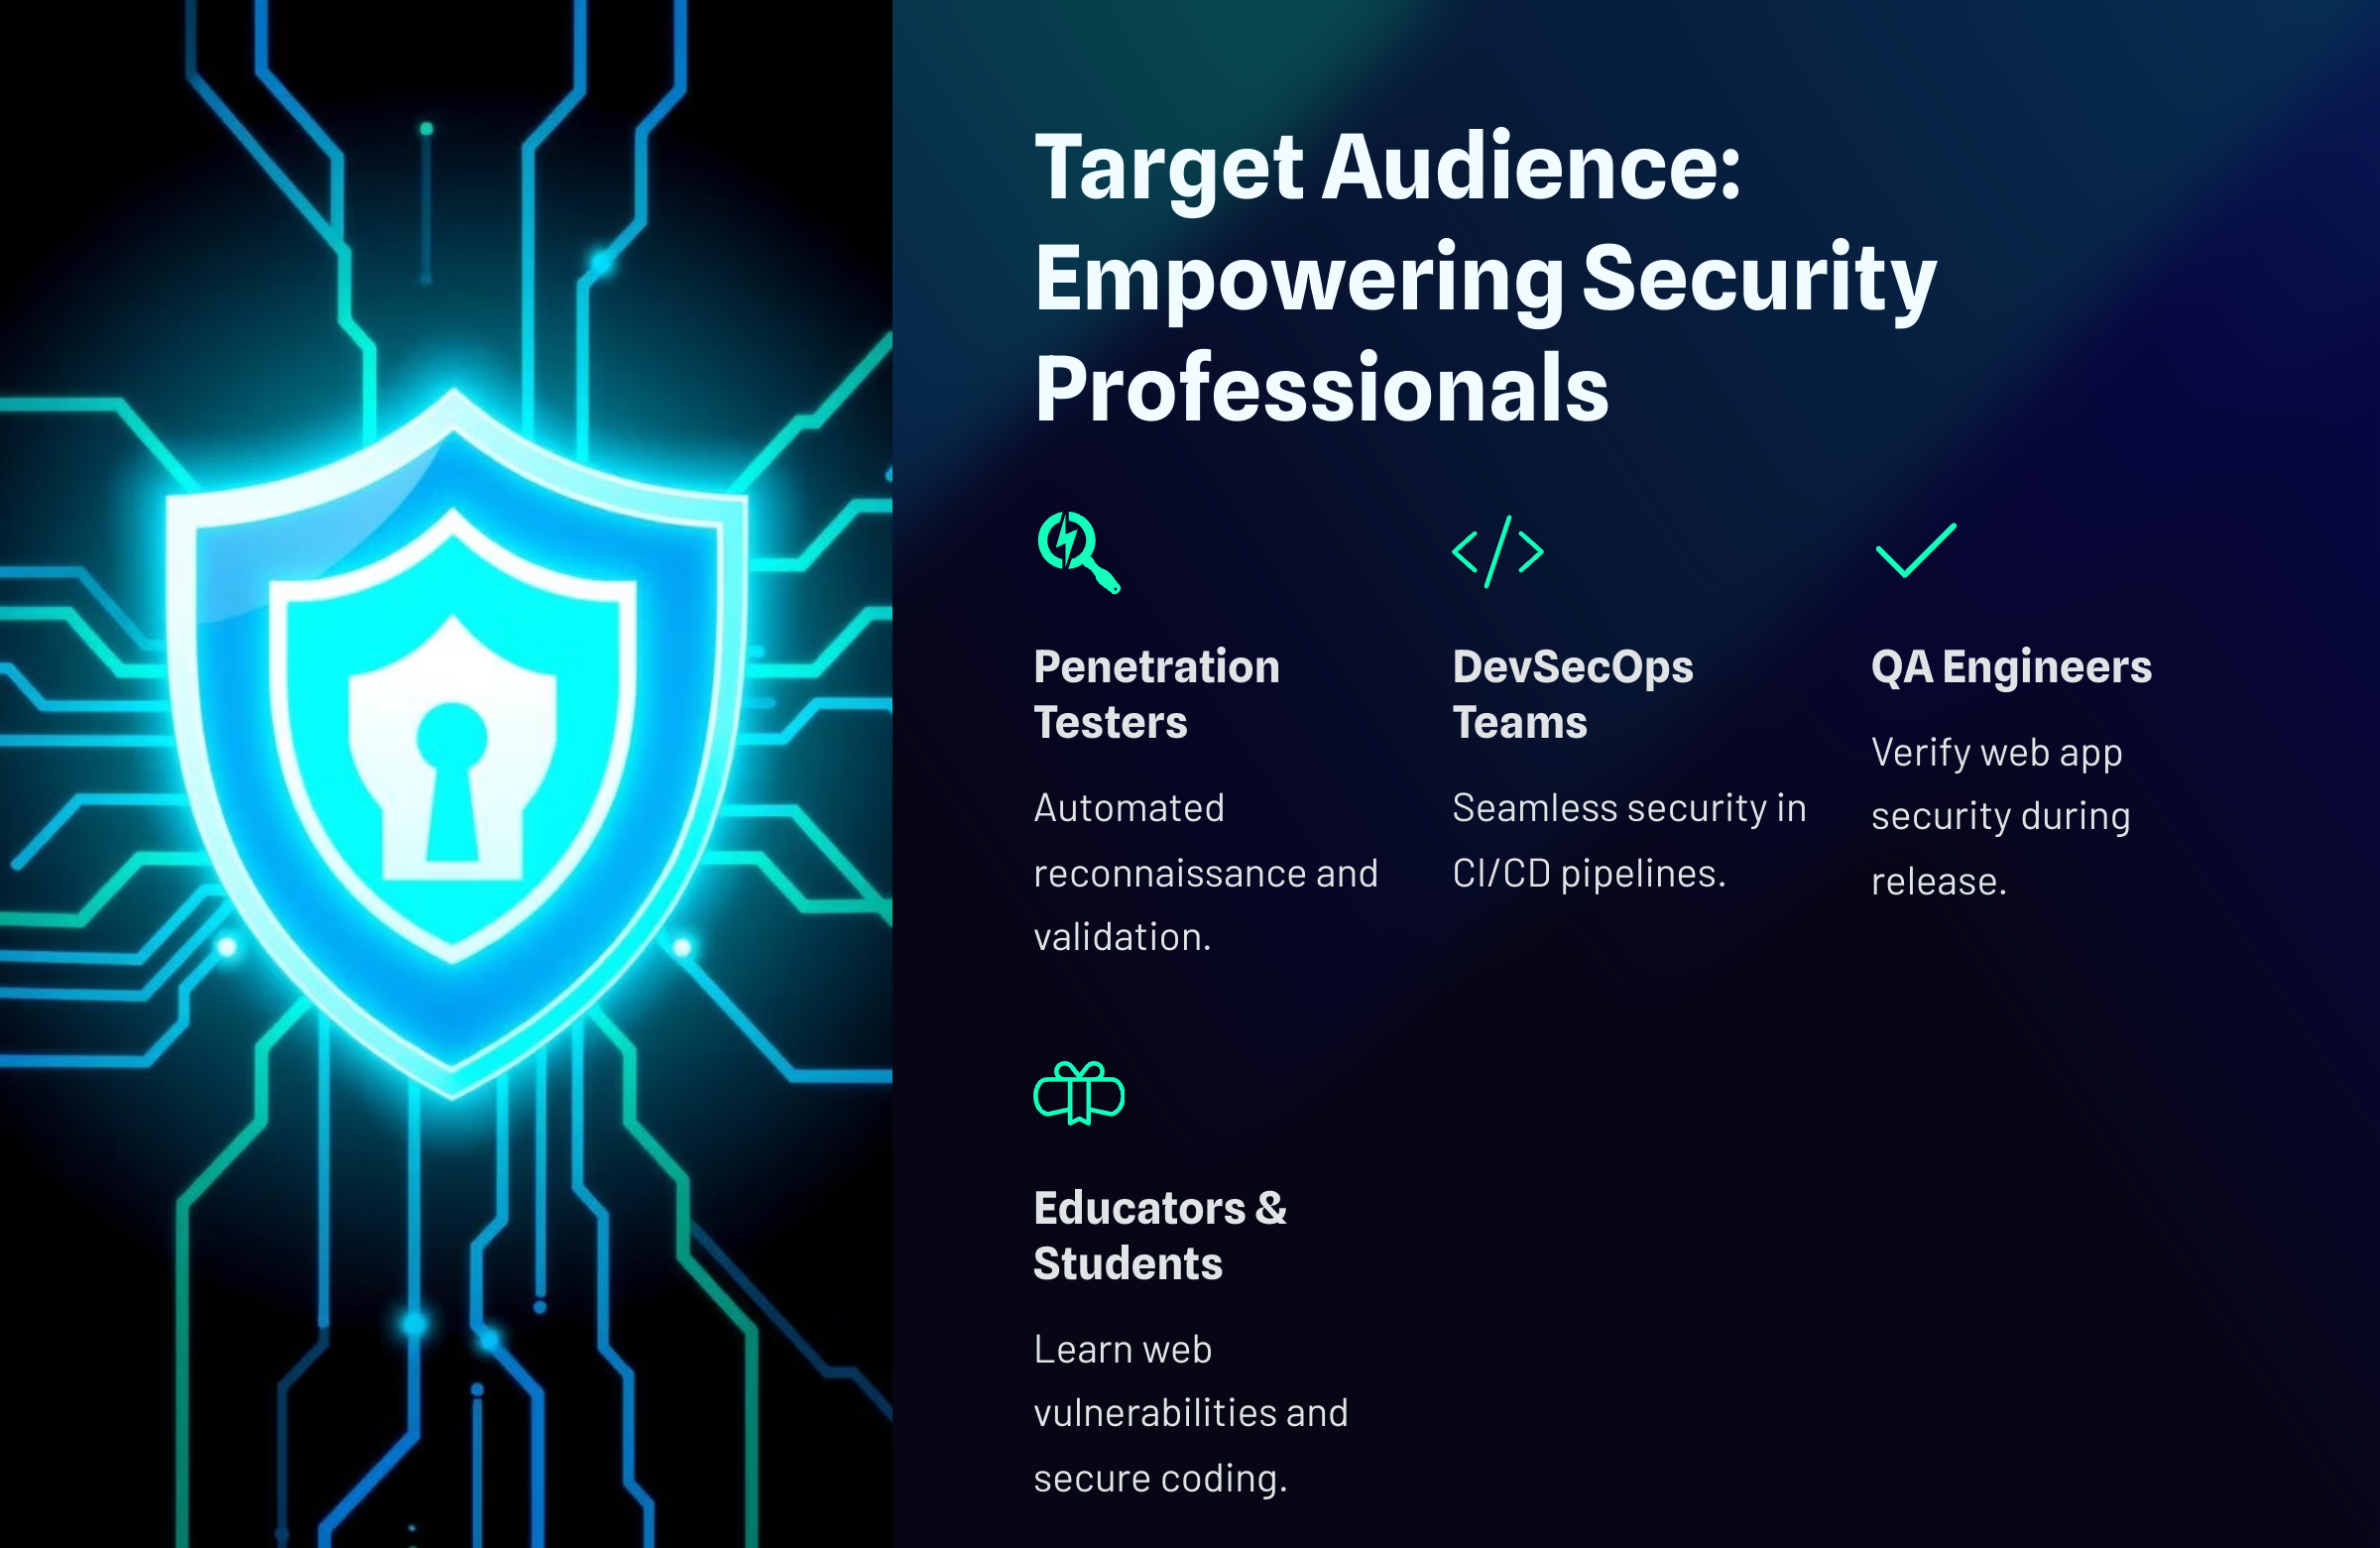 Target Audience:
Empowering Security
Professionals
Penetration
Testers
Automated
reconnaissance and
validation.
DevSecOps
Teams
Seamless security in
CI/CD pipelines.
QA Engineers
Verify web app
security during
release.
Educators &
Students
Learn web
vulnerabilities and
secure coding.